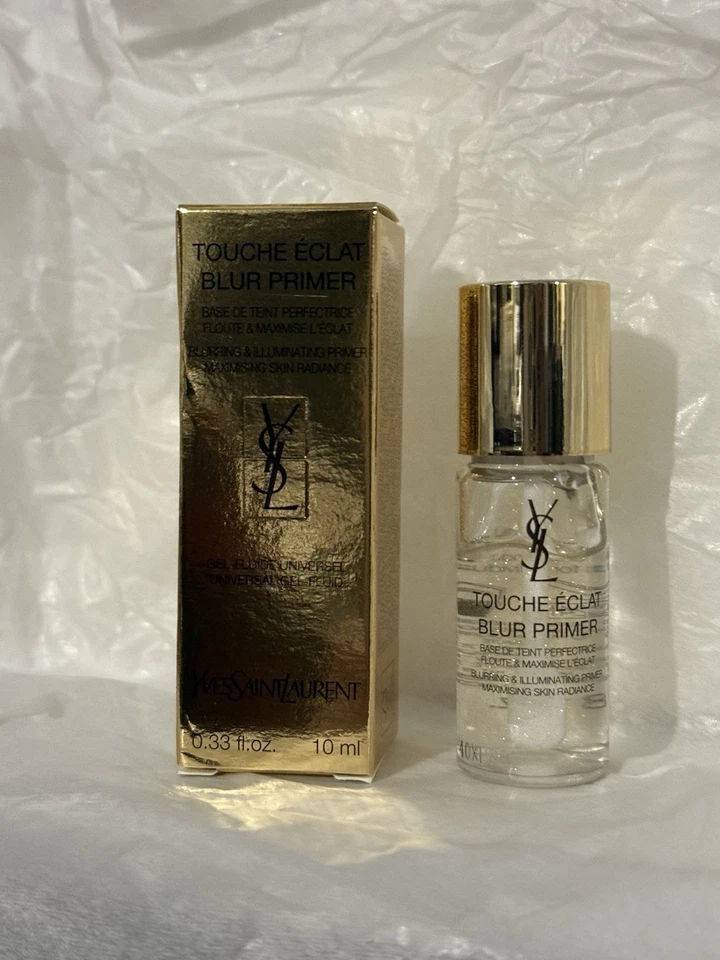 TOUCHE ÉCLAT
BLUR PRIMER
BASE DE TEINT PERFECTRICE
FLOUTE & MAXIMISE L'ÉCLAT
BLURRING & ILLUMINATING PRIMER
MAXIMISING SKIN RADIANCE
YSL
GEL FLUIDE UNIVERSEL
UNIVERSAL GEL FLUID
YVESSAINTLAURENT
0.33 fl.oz. 10 ml
YSL
TOUCHE ÉCLAT
BLUR PRIMER
BASE DE TEINT PERFECTRICE
FLOUTE & MAXIMISE L'ÉCLAT
BLURRING & ILLUMINATING PRIMER
MAXIMISING SKIN RADIANCE